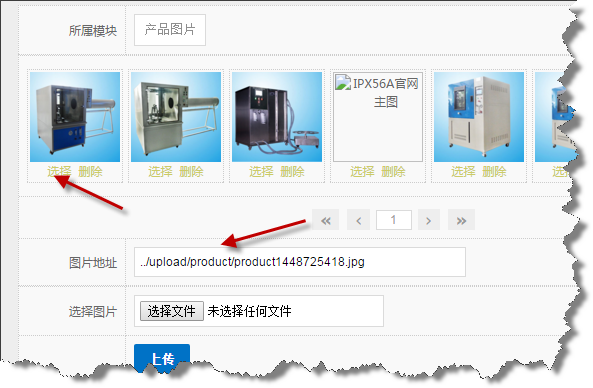 所属模块 产品图片
IPX56A官网
主图
选择 删除 选择 删除 选择 删除 选择 删除 选择 删除 选
« ‹ 1 › »
图片地址 ../upload/product/product1448725418.jpg
选择图片 选择文件 未选择任何文件
上传